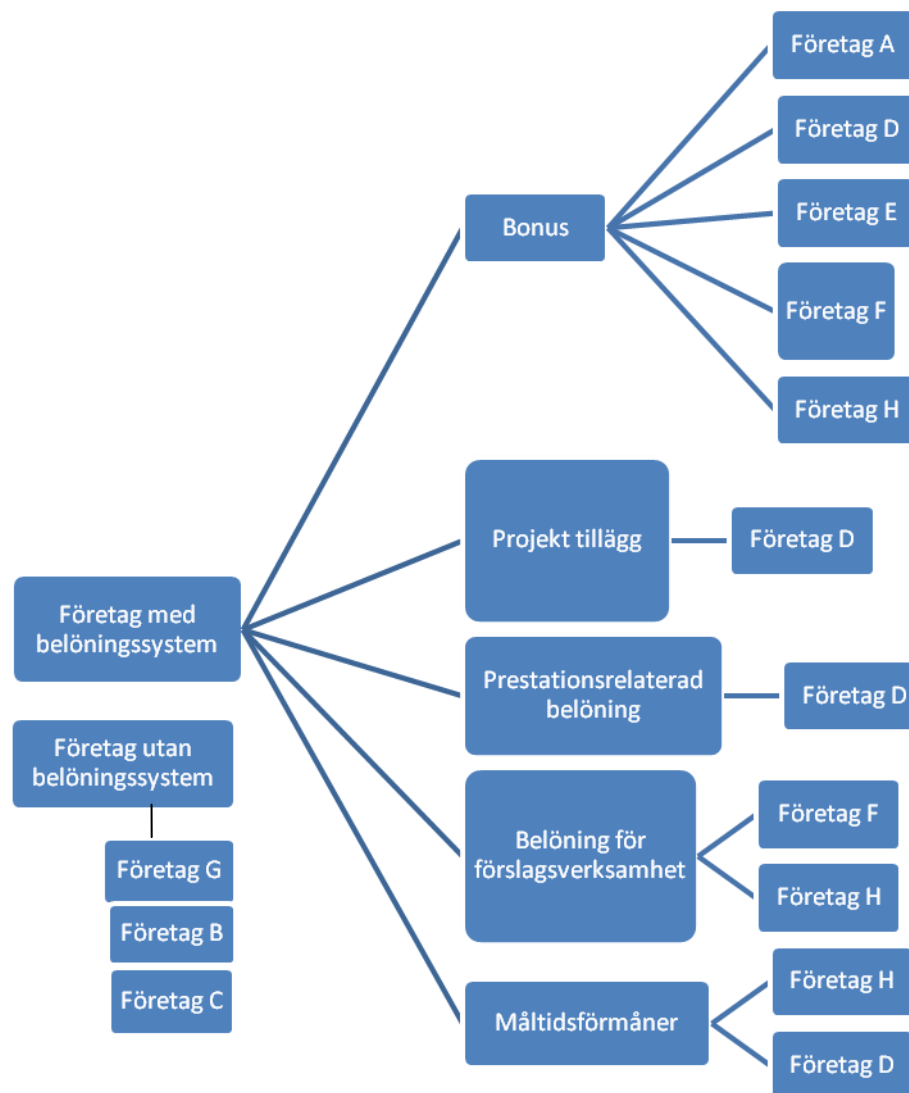 Företag med
belöningssystem
Bonus
Företag A
Företag D
Företag E
Företag F
Företag H
Projekt tillägg
Företag D
Prestationsrelaterad
belöning
Företag D
Belöning för
förslagsverksamhet
Företag F
Företag H
Måltidsförmåner
Företag H
Företag D
Företag utan
belöningssystem
Företag G
Företag B
Företag C